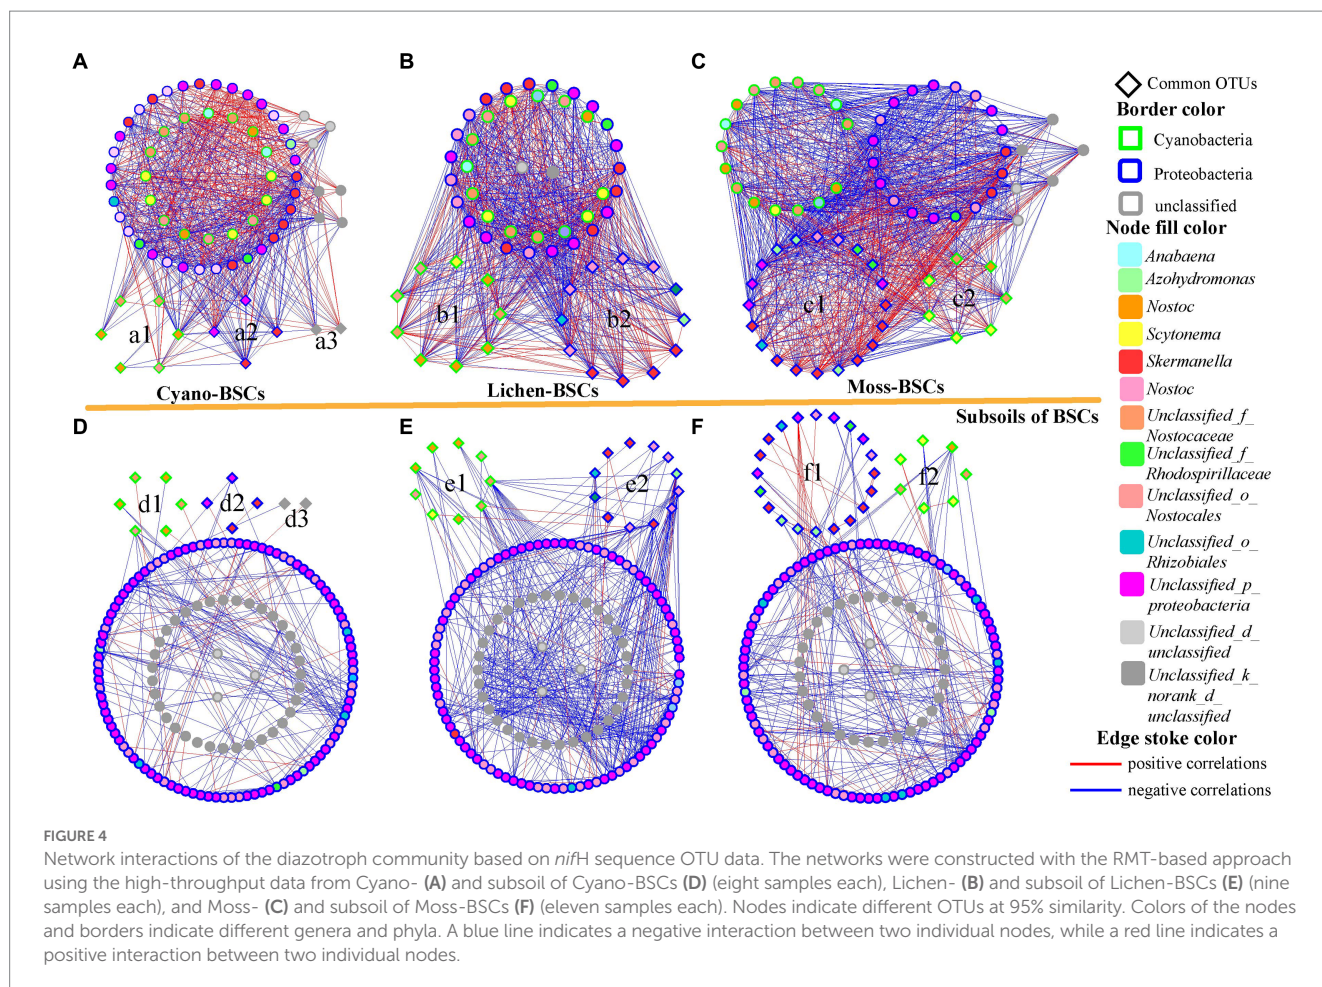 A
B
C
a1
a2
a3
b1
b2
c1
c2
Cyano-BSCs
Lichen-BSCs
Moss-BSCs
Subsoils of BSCs
D
E
F
d1
d2
d3
e1
e2
f1
f2
Common OTUs
Border color
Cyanobacteria
Proteobacteria
unclassified
Node fill color
Anabaena
Azohydromonas
Nostoc
Scytonema
Skermanella
Nostoc
Unclassified_f_
Nostocaceae
Unclassified_f_
Rhodospirillaceae
Unclassified_o_
Nostocales
Unclassified_o_
Rhizobiales
Unclassified_p_
proteobacteria
Unclassified_d_
unclassified
Unclassified_k_
norank_d_
unclassified
Edge stoke color
positive correlations
negative correlations
FIGURE 4
Network interactions of the diazotroph community based on nifH sequence OTU data. The networks were constructed with the RMT-based approach
using the high-throughput data from Cyano- (A) and subsoil of Cyano-BSCs (D) (eight samples each), Lichen- (B) and subsoil of Lichen-BSCs (E) (nine
samples each), and Moss- (C) and subsoil of Moss-BSCs (F) (eleven samples each). Nodes indicate different OTUs at 95% similarity. Colors of the nodes
and borders indicate different genera and phyla. A blue line indicates a negative interaction between two individual nodes, while a red line indicates a
positive interaction between two individual nodes.